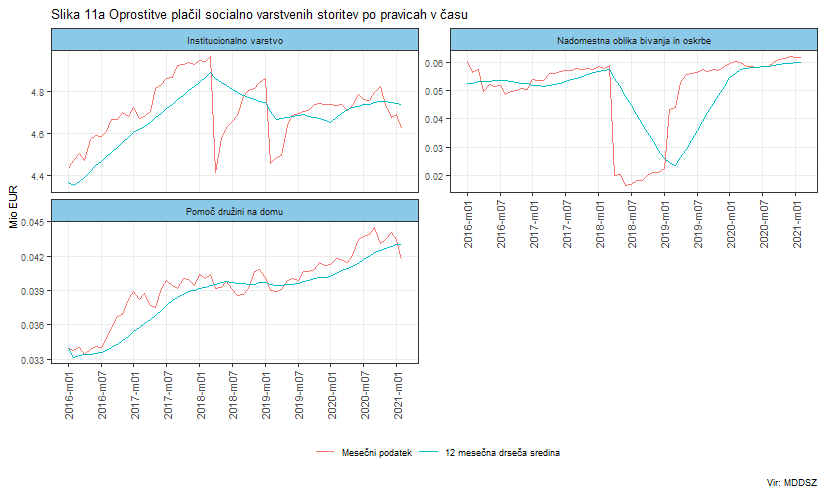 Slika 11a Oprostitve plačil socialno varstvenih storitev po pravicah v času
Institucionalno varstvo
Nadomestna oblika bivanja in oskrbe
4.8
4.6
4.4
0.06
0.05
0.04
0.03
0.02
2016-m01
2016-m07
2017-m01
2017-m07
2018-m01
2018-m07
2019-m01
2019-m07
2020-m01
2020-m07
2021-m01
Mio EUR
Pomoč družini na domu
0.045
0.042
0.039
0.036
0.033
2016-m01
2016-m07
2017-m01
2017-m07
2018-m01
2018-m07
2019-m01
2019-m07
2020-m01
2020-m07
2021-m01
Mesečni podatek
12 mesečna drseča sredina
Vir: MDDSZ